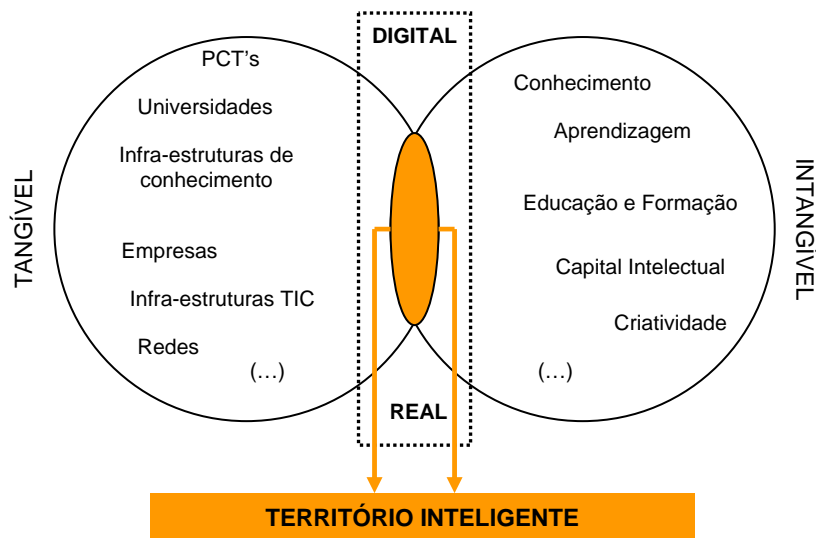 DIGITAL
TANGÍVEL
PCT's
Universidades
Infra-estruturas de
conhecimento
Empresas
Infra-estruturas TIC
Redes
(…)
Conhecimento
Aprendizagem
Educação e Formação
Capital Intelectual
Criatividade
(…)
INTANGÍVEL
REAL
TERRITÓRIO INTELIGENTE